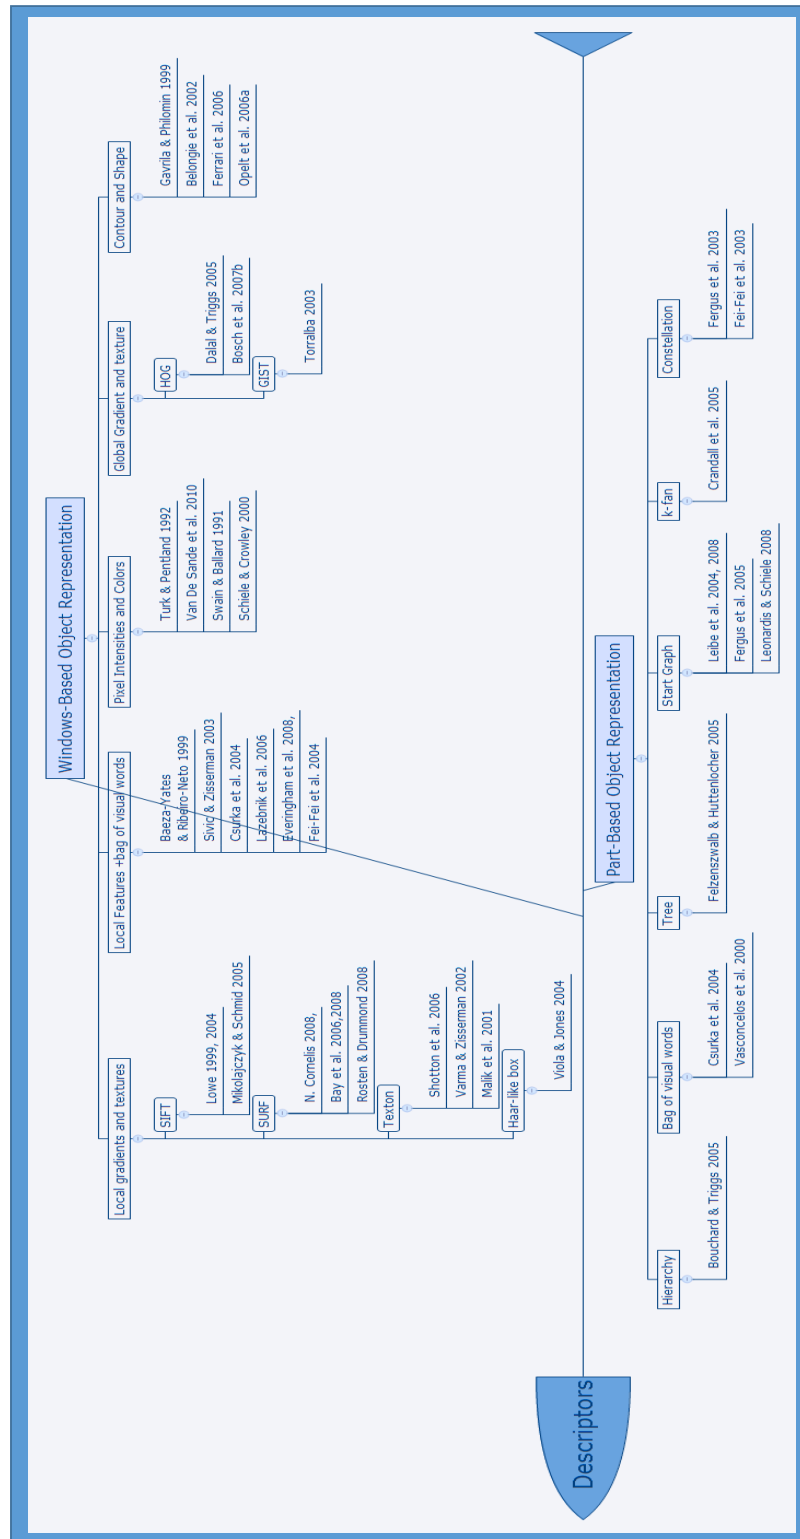 Descriptors
Windows-Based Object Representation
Local gradients and textures
SIFT
Lowe 1999, 2004
Mikolajczyk & Schmid 2005
SURF
N. Cornelis 2008,
Bay et al. 2006,2008
Rosten & Drummond 2008
Texton
Shotton et al. 2006
Varma & Zisserman 2002
Malik et al. 2001
Haar-like box
Viola & Jones 2004
Local Features +bag of visual words
Baeza-Yates
& Ribeiro-Neto 1999
Sivic & Zisserman 2003
Csurka et al. 2004
Lazebnik et al. 2006
Everingham et al. 2008,
Fei-Fei et al. 2004
Pixel Intensities and Colors
Turk & Pentland 1992
Van De Sande et al. 2010
Swain & Ballard 1991
Schiele & Crowley 2000
Global Gradient and texture
HOG
Dalal & Triggs 2005
Bosch et al. 2007b
GIST
Torralba 2003
Contour and Shape
Gavrila & Philomin 1999
Belongie et al. 2002
Ferrari et al. 2006
Opelt et al. 2006a
Part-Based Object Representation
Hierarchy
Bouchard & Triggs 2005
Bag of visual words
Csurka et al. 2004
Vasconcelos et al. 2000
Tree
Felzenszwalb & Huttenlocher 2005
Start Graph
Leibe et al. 2004, 2008
Fergus et al. 2005
Leonardis & Schiele 2008
k-fan
Crandall et al. 2005
Constellation
Fergus et al. 2003
Fei-Fei et al. 2003